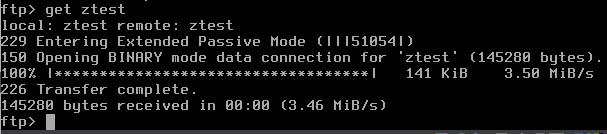 ftp> get ztest
local: ztest remote: ztest
229 Entering Extended Passive Mode (|||51054|)
150 Opening BINARY mode data connection for 'ztest' (145280 bytes).
100% |***********************************| 141 KiB 3.50 MiB/s
226 Transfer complete.
145280 bytes received in 00:00 (3.46 MiB/s)
ftp>